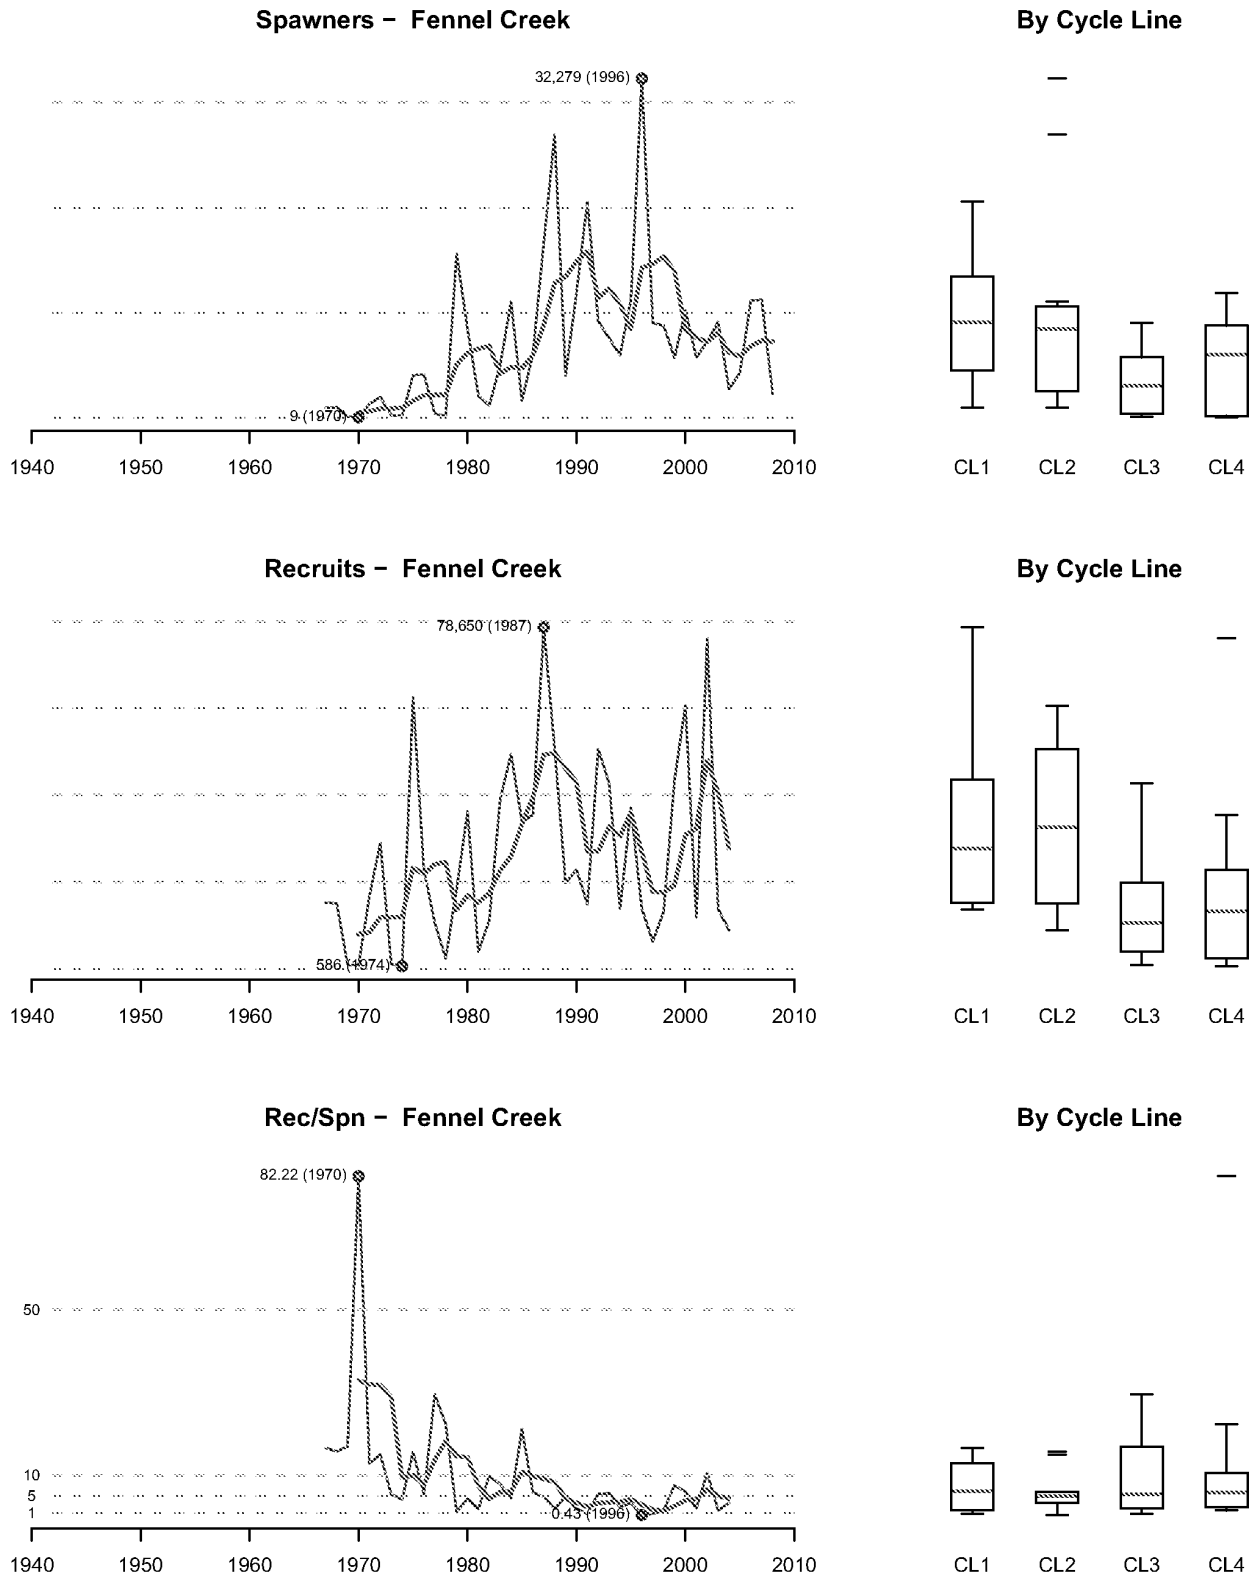 Spawners − Fennel Creek
By Cycle Line
32,279 (1996)
9 (1970)
1940 1950 1960 1970 1980 1990 2000 2010
CL1 CL2 CL3 CL4
Recruits − Fennel Creek
By Cycle Line
78,650 (1987)
586 (1974)
1940 1950 1960 1970 1980 1990 2000 2010
CL1 CL2 CL3 CL4
Rec/Spn − Fennel Creek
By Cycle Line
82.22 (1970)
50
10
5
1
0.43 (1996)
1940 1950 1960 1970 1980 1990 2000 2010
CL1 CL2 CL3 CL4